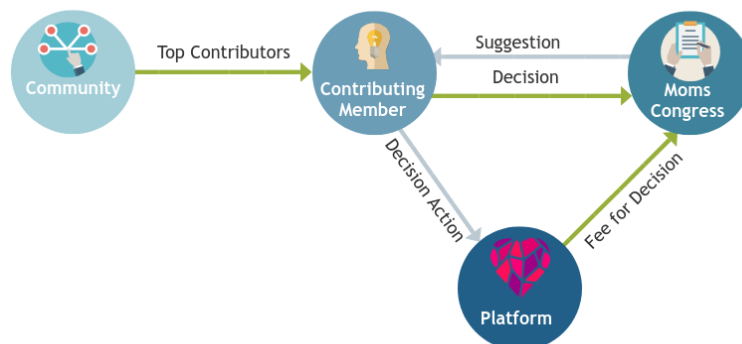 Community
Top Contributors
Contributing
Member
Suggestion
Decision
Moms
Congress
Decision Action
Fee for Decision
Platform